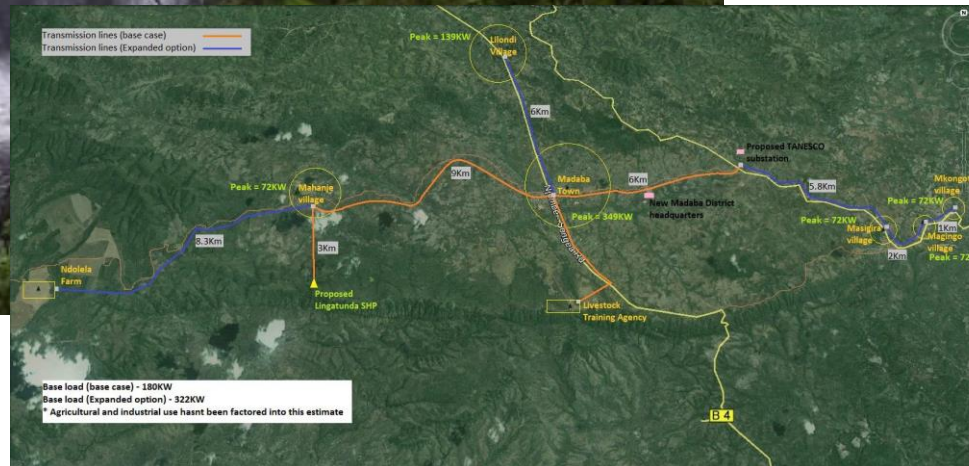 Transmission lines (base case)
Transmission lines (Expanded option)
Peak = 139KW
Lilondi
Village
6Km
Proposed TANESCO
substation
Peak = 72KW
Mahanje
village
9Km
Madaba
Town
6Km
5.8Km
Mkongot
village
Peak = 72KW
Peak = 349KW
New Madaba District
headquarters
Peak = 72KW
Masigira
village
1Km
Magingo
village
2Km
Peak = 72
8.3Km
3Km
Ndolela
Farm
Proposed
Lingatunda SHP
Livestock
Training Agency
B 4
Base load (base case) - 180KW
Base load (Expanded option) - 322KW
* Agricultural and industrial use hasnt been factored into this estimate
N